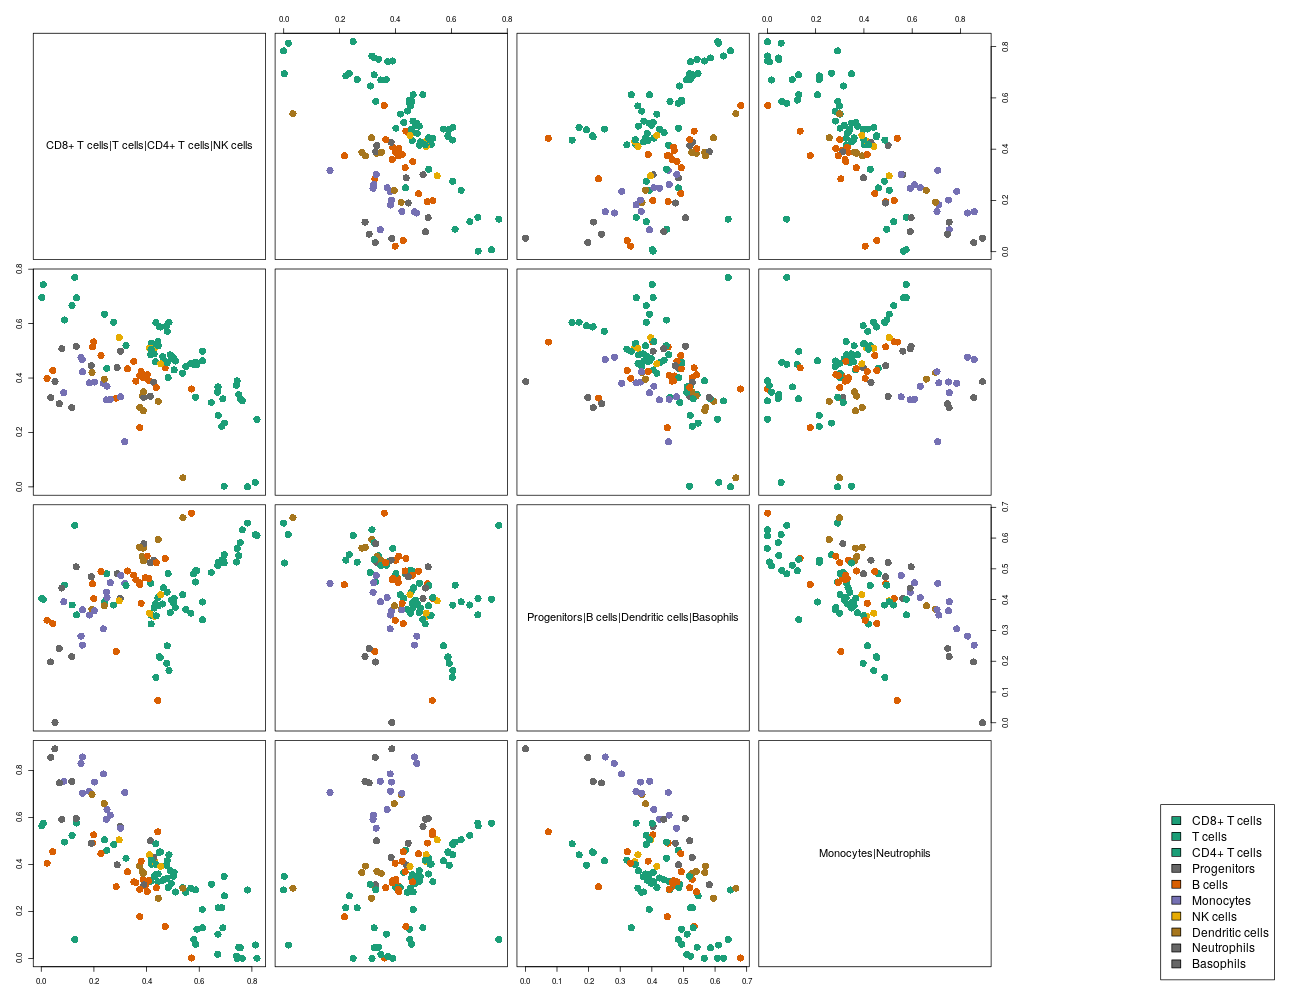 0.0 0.2 0.4 0.6 0.8
0.0 0.2 0.4 0.6 0.8
CD8+ T cells|T cells|CD4+ T cells|NK cells
0.0 0.2 0.4 0.6 0.8
0.0 0.2 0.4 0.6 0.8
Progenitors|B cells|Dendritic cells|Basophils
0.0 0.1 0.2 0.3 0.4 0.5 0.6 0.7
Monocytes|Neutrophils
0.0 0.2 0.4 0.6 0.8
0.0 0.2 0.4 0.6 0.8
0.0 0.1 0.2 0.3 0.4 0.5 0.6 0.7
CD8+ T cells
T cells
CD4+ T cells
Progenitors
B cells
Monocytes
NK cells
Dendritic cells
Neutrophils
Basophils